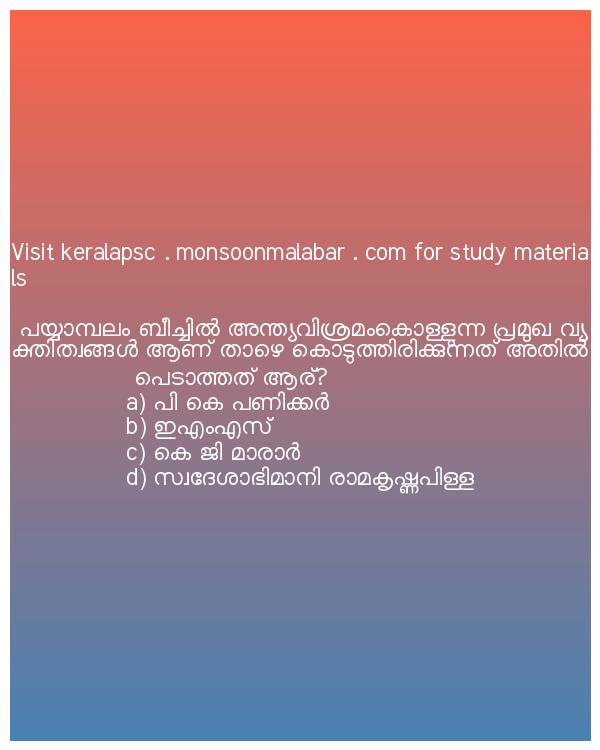 Visit keralapsc . monsoonmalabar . com for study materia
ls
പയ്യാമ്പലം ബീച്ചിൽ അന്ത്യവിശ്രമംകൊള്ളുന്ന പ്രമുഖ വ്യ
ക്തിത്വങ്ങൾ ആണ് താഴെ കൊടുത്തിരിക്കുന്നത് അതിൽ
പെടാത്തത് ആര്?
a) പി കെ പണിക്കർ
b) ഇഎംഎസ്
c) കെ ജി മാരാർ
d) സ്വദേശാഭിമാനി രാമകൃഷ്ണപിള്ള